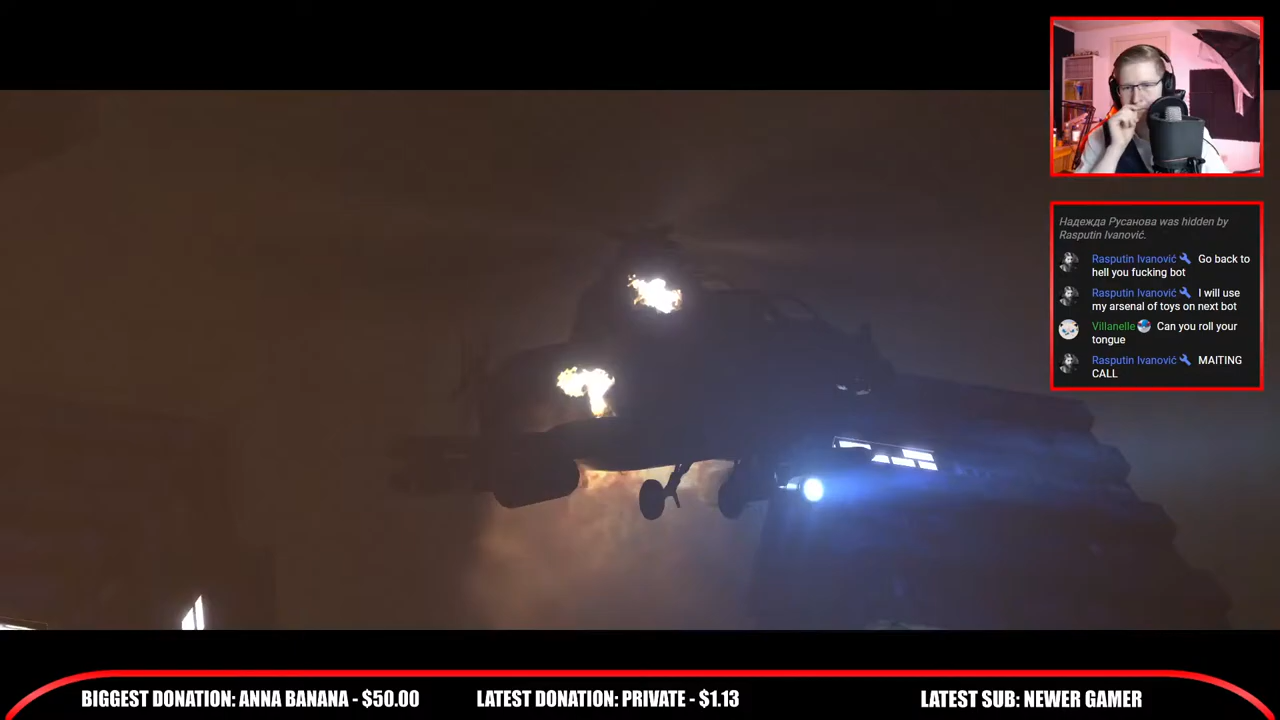 Надежда Русанова was hidden by
Rasputin Ivanović.
Rasputin Ivanović Go back to
hell you fucking bot
Rasputin Ivanović I will use
my arsenal of toys on next bot
Villanelle Can you roll your
tongue
Rasputin Ivanović MAITING
CALL
BIGGEST DONATION: ANNA BANANA - $50.00
LATEST DONATION: PRIVATE - $1.13
LATEST SUB: NEWER GAMER